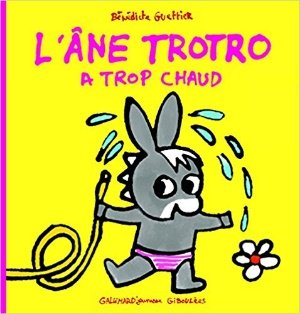 Bénédicte Guettier
L'ÂNE TROTRO
A TROP CHAUD
GALLIMARD jeunesse GIBOULÉES